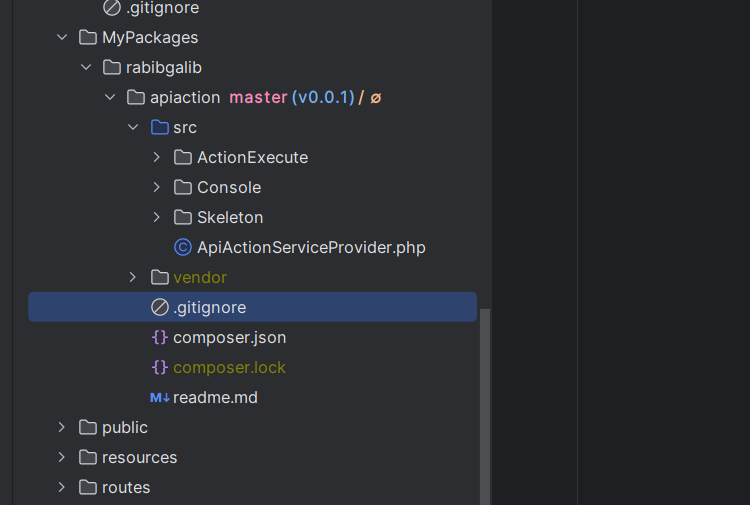 .gitignore
MyPackages
rabibgalib
apiaction master (v0.0.1) / ∅
src
ActionExecute
Console
Skeleton
C ApiActionServiceProvider.php
vendor
.gitignore
{} composer.json
{} composer.lock
M↓ readme.md
public
resources
routes